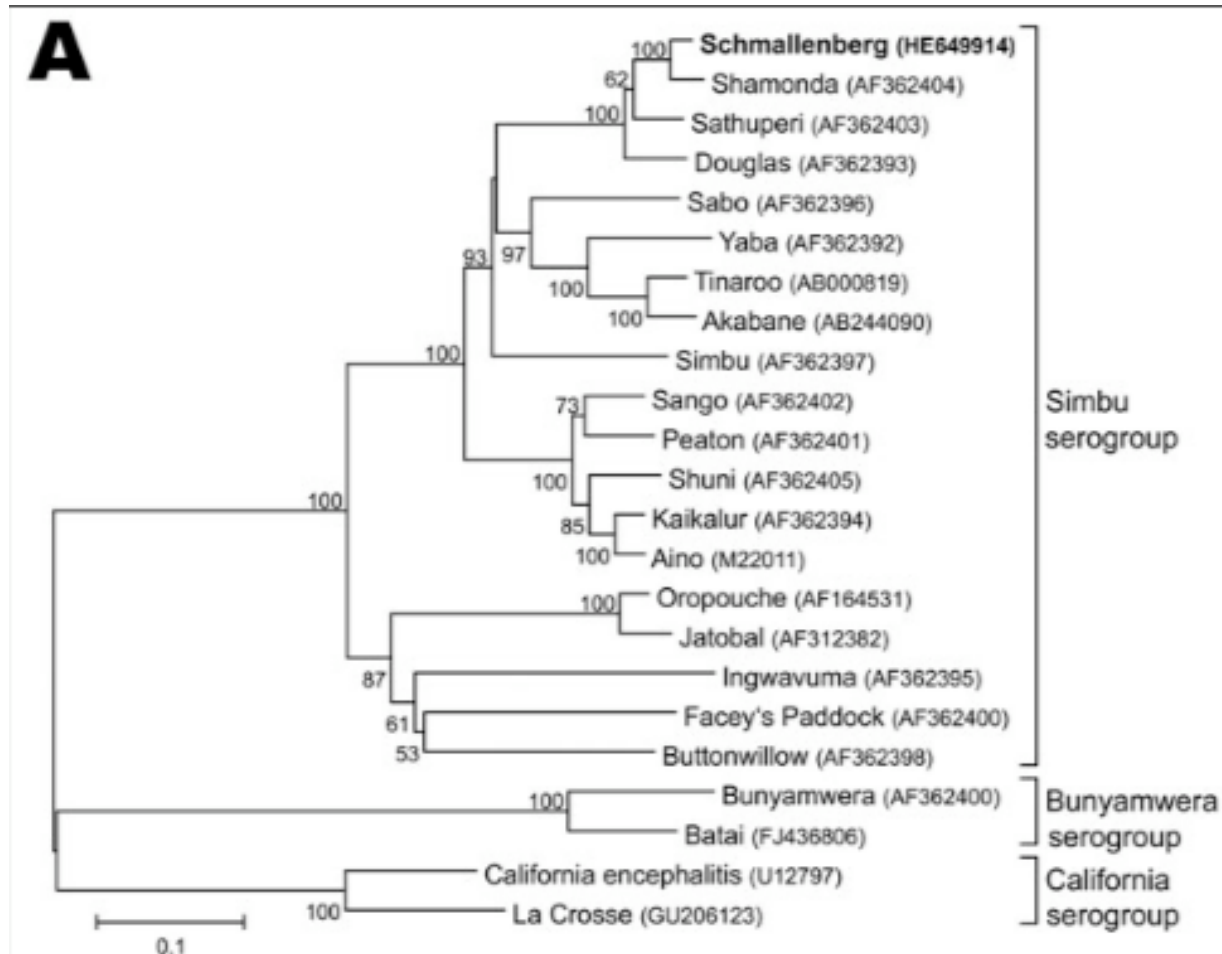 A
100
Schmallenberg (HE649914)
Shamonda (AF362404)
62
Sathuperi (AF362403)
100
Douglas (AF362393)
Sabo (AF362396)
97
Yaba (AF362392)
93
Tinaroo (AB000819)
100
Akabane (AB244090)
100
Simbu (AF362397)
100
Sango (AF362402)
73
Peaton (AF362401)
Simbu
serogroup
Shuni (AF362405)
100
Kaikalur (AF362394)
85
Aino (M22011)
100
100
Oropouche (AF164531)
100
Jatobal (AF312382)
87
Ingwavuma (AF362395)
61
Facey's Paddock (AF362400)
53
Buttonwillow (AF362398)
100
Bunyamwera (AF362400)
Batai (FJ436806)
Bunyamwera
serogroup
California encephalitis (U12797)
100
La Crosse (GU206123)
California
serogroup
0.1